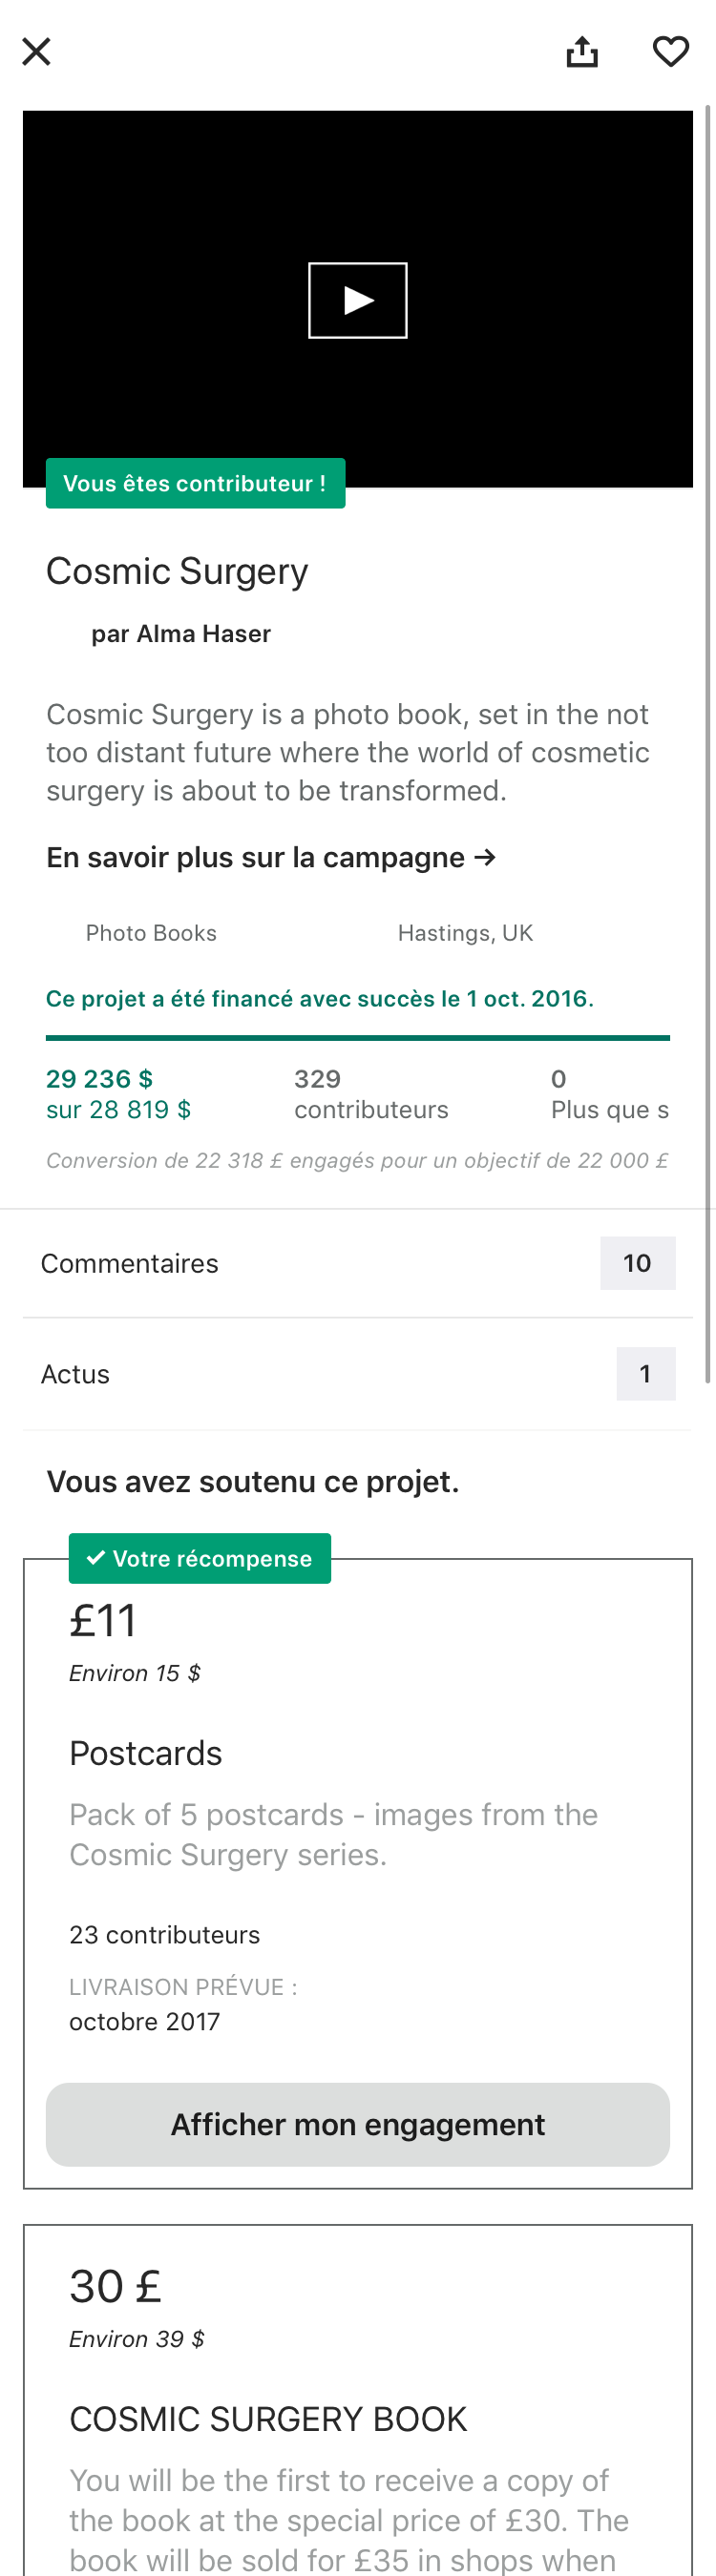 Vous êtes contributeur !
Cosmic Surgery
par Alma Haser
Cosmic Surgery is a photo book, set in the not
too distant future where the world of cosmetic
surgery is about to be transformed.
En savoir plus sur la campagne →
Photo Books
Hastings, UK
Ce projet a été financé avec succès le 1 oct. 2016.
29 236 $
sur 28 819 $
329
contributeurs
0
Plus que s
Conversion de 22 318 £ engagés pour un objectif de 22 000 £
Commentaires
10
Actus
1
Vous avez soutenu ce projet.
✓ Votre récompense
£11
Environ 15 $
Postcards
Pack of 5 postcards - images from the
Cosmic Surgery series.
23 contributeurs
LIVRAISON PRÉVUE :
octobre 2017
Afficher mon engagement
30 £
Environ 39 $
COSMIC SURGERY BOOK
You will be the first to receive a copy of
the book at the special price of £30. The
book will be sold for £35 in shops when